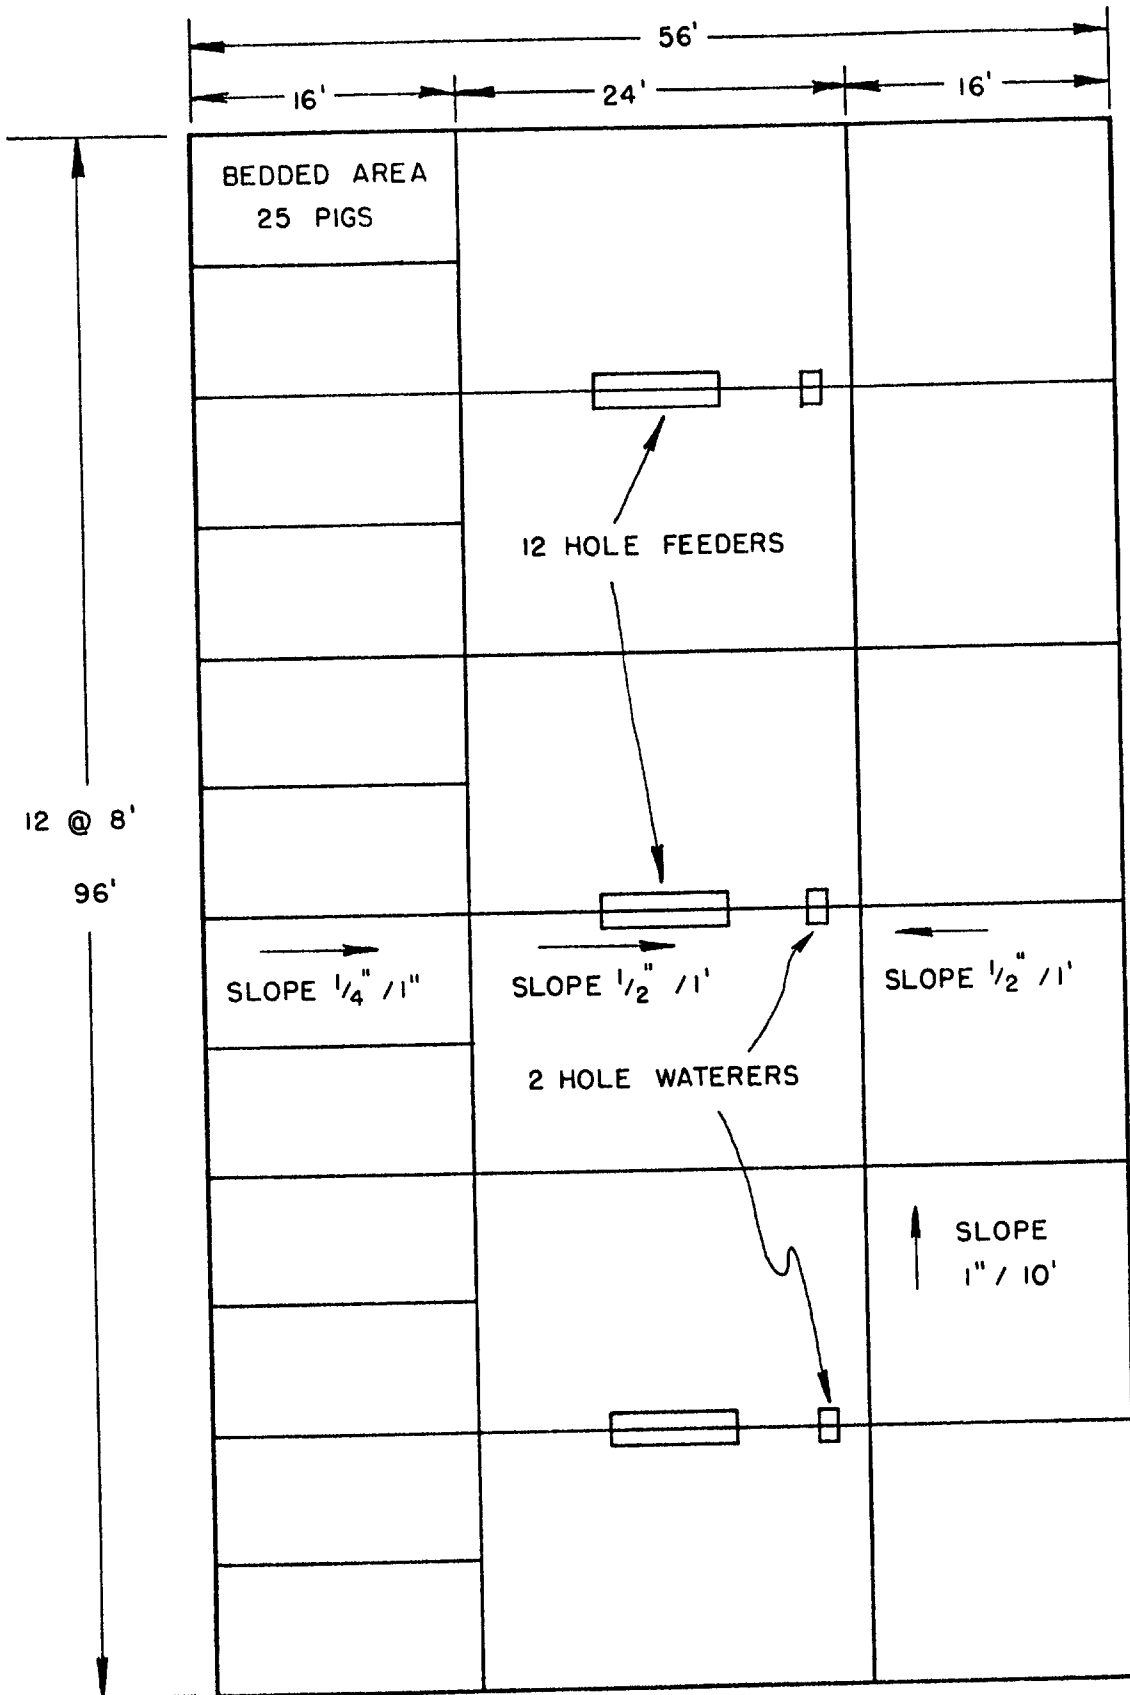 56'
16' 24' 16'
BEDDED AREA
25 PIGS
12 HOLE FEEDERS
12 @ 8'
96'
SLOPE 1/4" /1" SLOPE 1/2" /1' SLOPE 1/2" /1'
2 HOLE WATERERS
SLOPE
1" / 10'